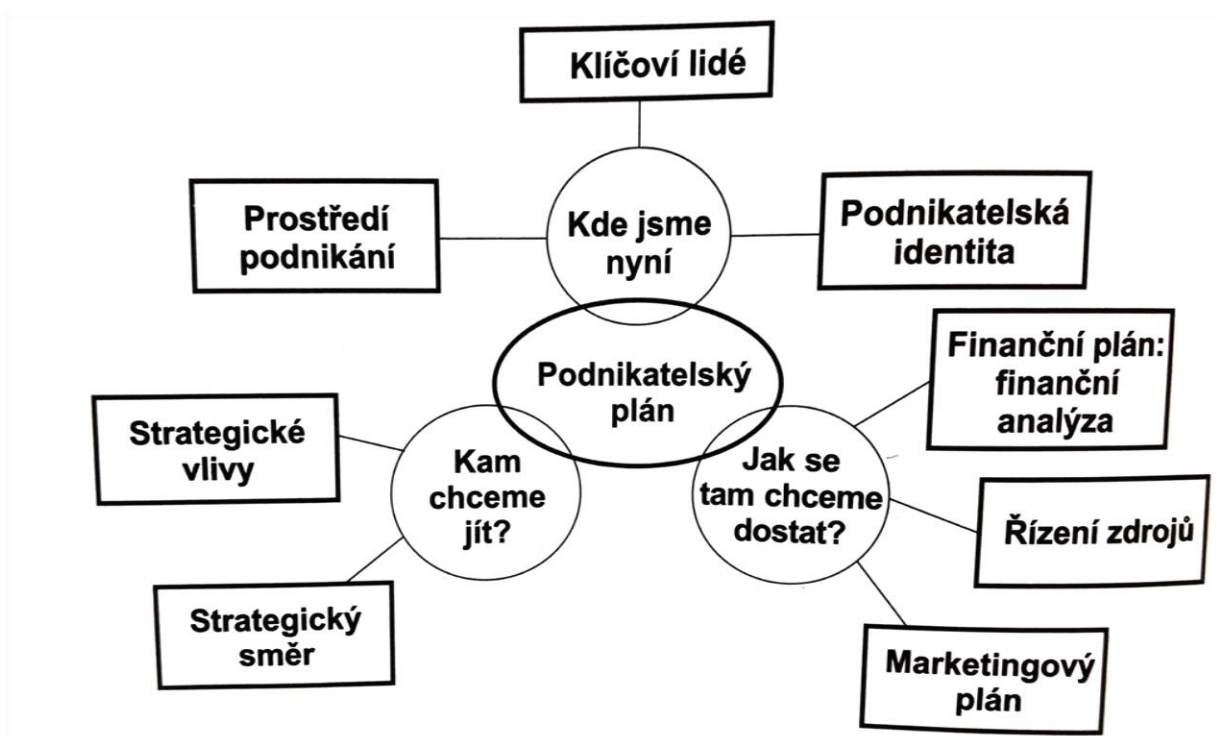 Klíčoví lidé
Prostředí
podnikání
Kde jsme
nyní
Podnikatelská
identita
Podnikatelský
plán
Finanční plán:
finanční
analýza
Strategické
vlivy
Kam
chceme
jít?
Jak se
tam chceme
dostat?
Řízení zdrojů
Strategický
směr
Marketingový
plán